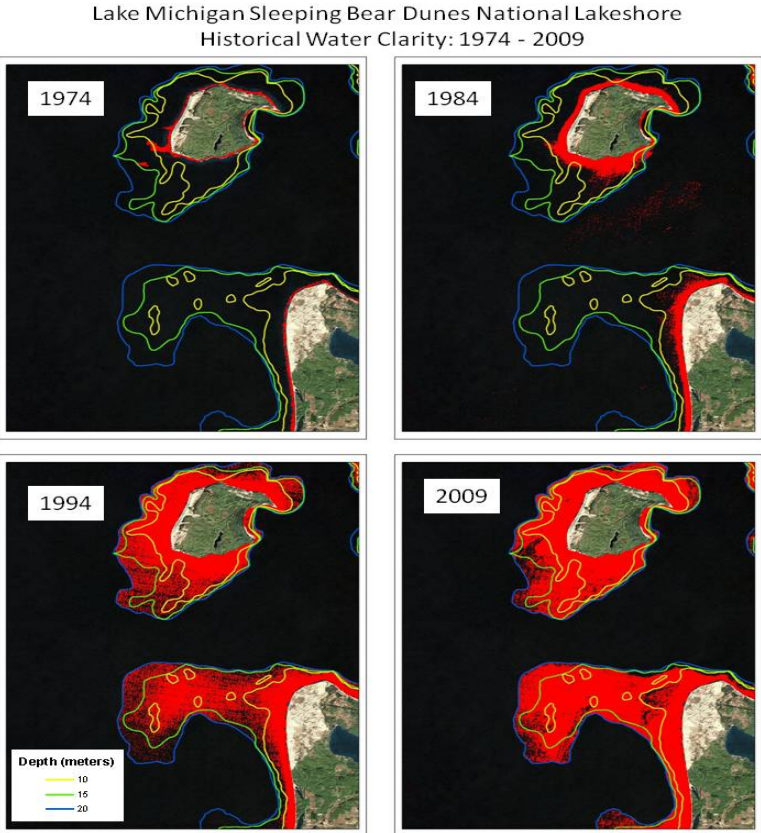 Lake Michigan Sleeping Bear Dunes National Lakeshore
Historical Water Clarity: 1974 - 2009
1974
1984
1994
2009
Depth (meters)
10
15
20